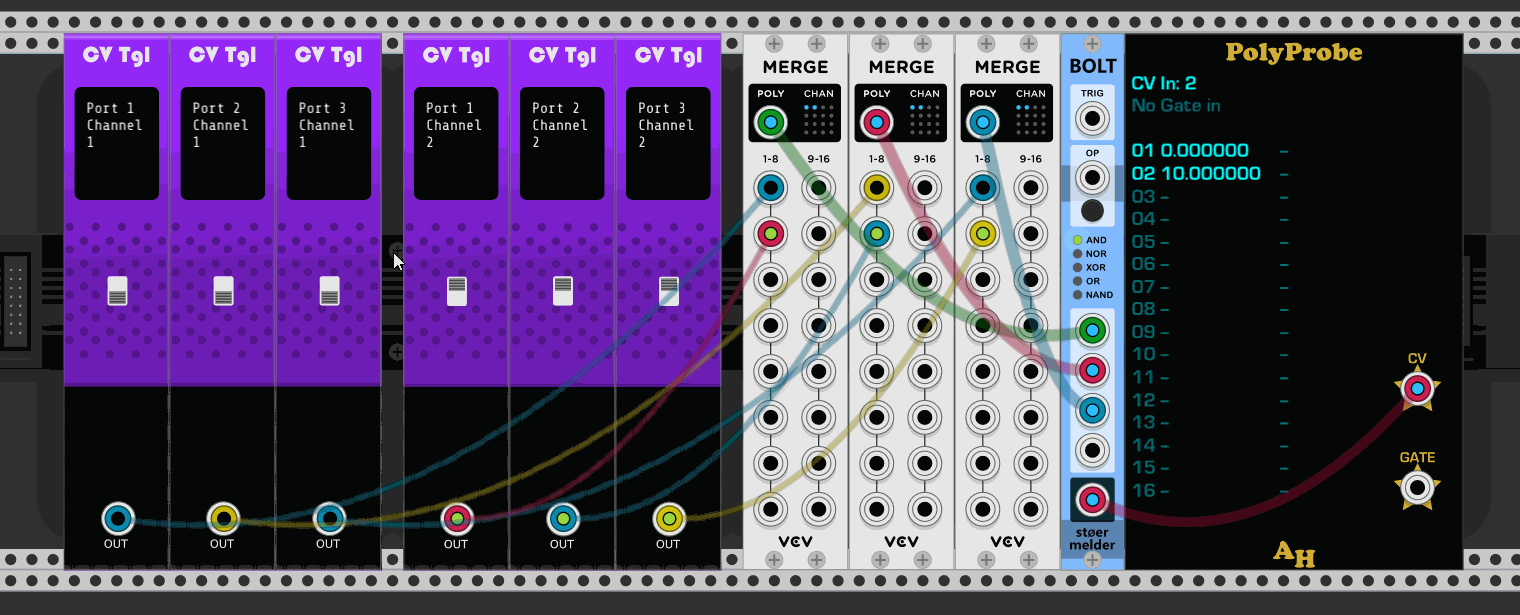 CV Tgl
Port 1
Channel
1
OUT
CV Tgl
Port 2
Channel
1
OUT
CV Tgl
Port 3
Channel
1
OUT
CV Tgl
Port 1
Channel
2
OUT
CV Tgl
Port 2
Channel
2
OUT
CV Tgl
Port 3
Channel
2
OUT
MERGE
POLY CHAN
1-8 9-16
VCV
MERGE
POLY CHAN
1-8 9-16
VCV
MERGE
POLY CHAN
1-8 9-16
VCV
BOLT
TRIG
OP
AND
NOR
XOR
OR
NAND
støer
melder
PolyProbe
CV In: 2
No Gate in
01 0.000000 -
02 10.000000 -
03 - -
04 - -
05 - -
06 - -
07 - -
08 - -
09 - -
10 - -
11 - -
12 - -
13 - -
14 - -
15 - -
16 - -
CV
GATE
AH